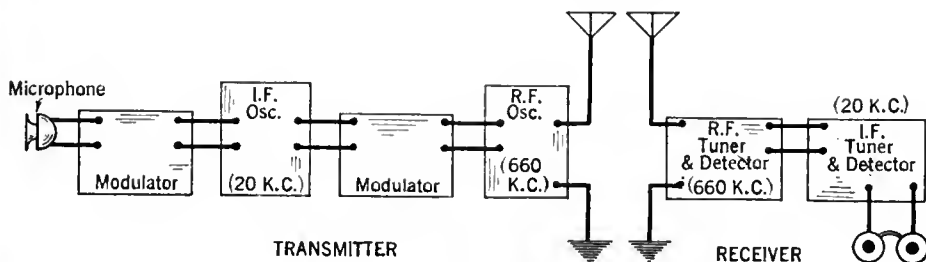 Microphone
Modulator
I.F.
Osc.
(20 K.C.)
Modulator
R.F.
Osc.
(660
K.C.)
TRANSMITTER
R.F.
Tuner
& Detector
(660 K.C.)
(20 K.C.)
I.F.
Tuner
& Detector
RECEIVER